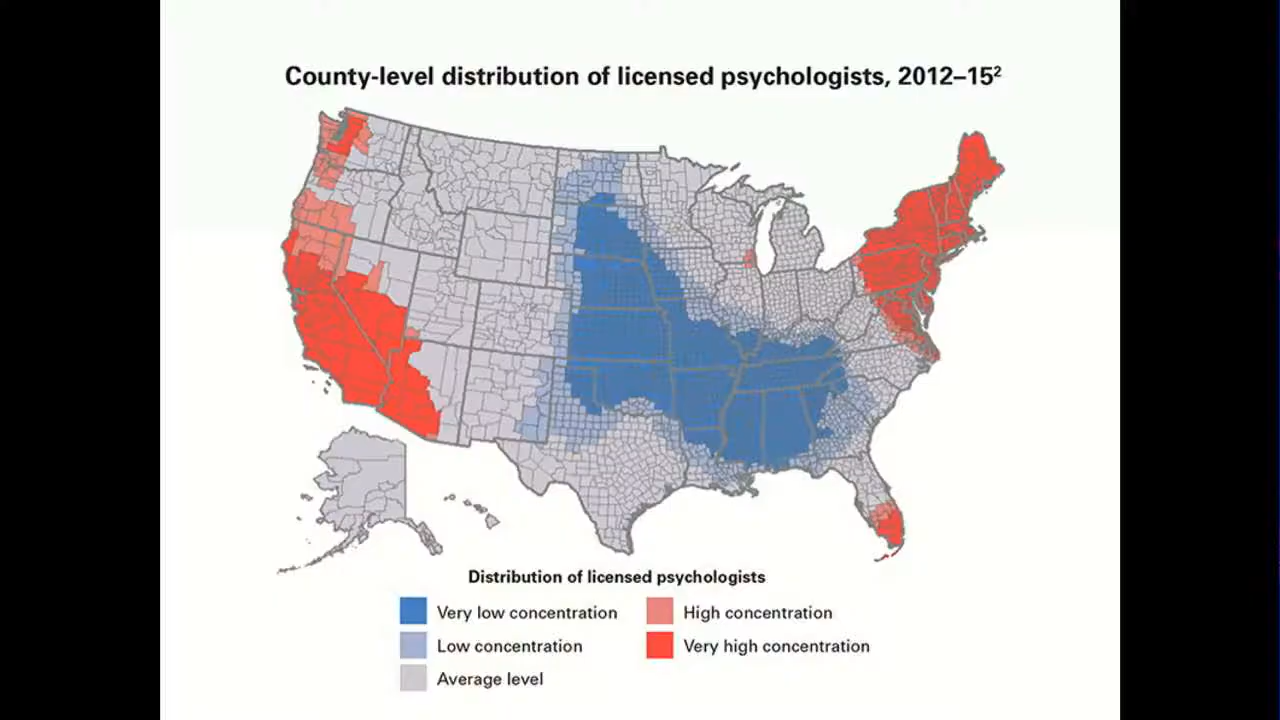 County-level distribution of licensed psychologists, 2012–15²
Distribution of licensed psychologists
Very low concentration
High concentration
Low concentration
Very high concentration
Average level